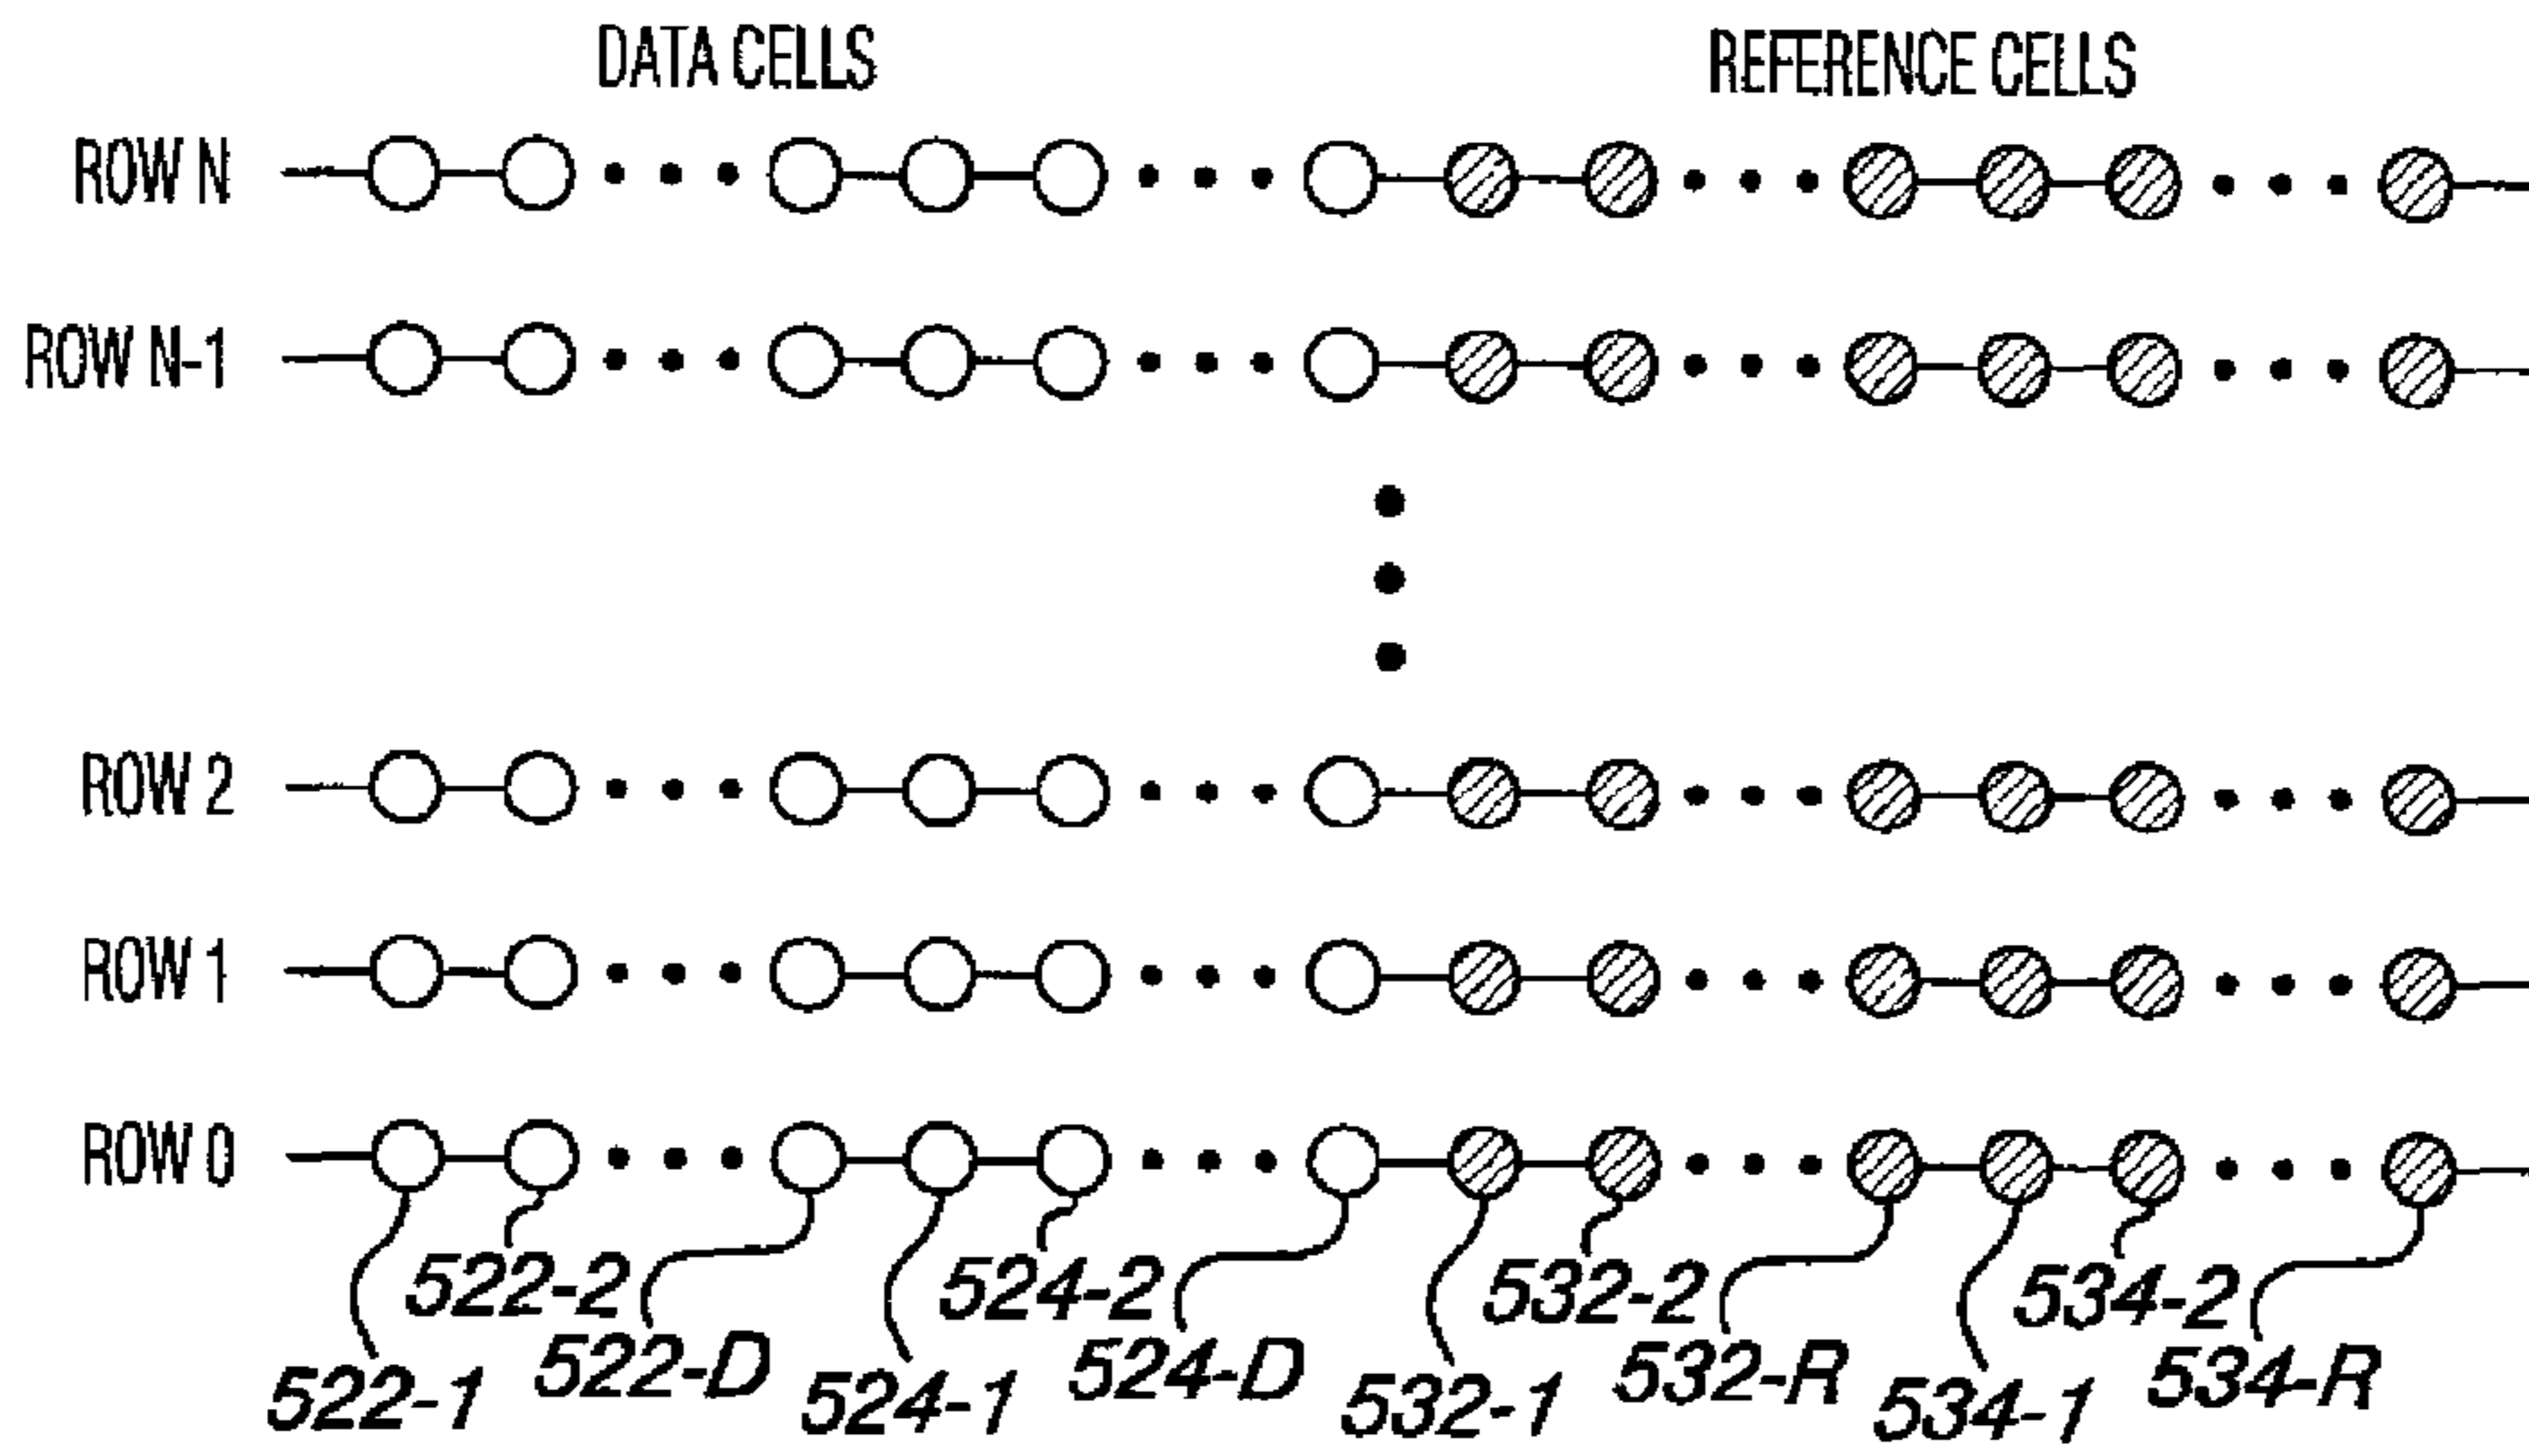 DATA CELLS REFERENCE CELLS
ROW N
ROW N-1
ROW 2
ROW 1
ROW 0
522-2 524-2 532-2 534-2
522-D 524-D 532-R 534-R
522-1 524-1 532-1 534-1